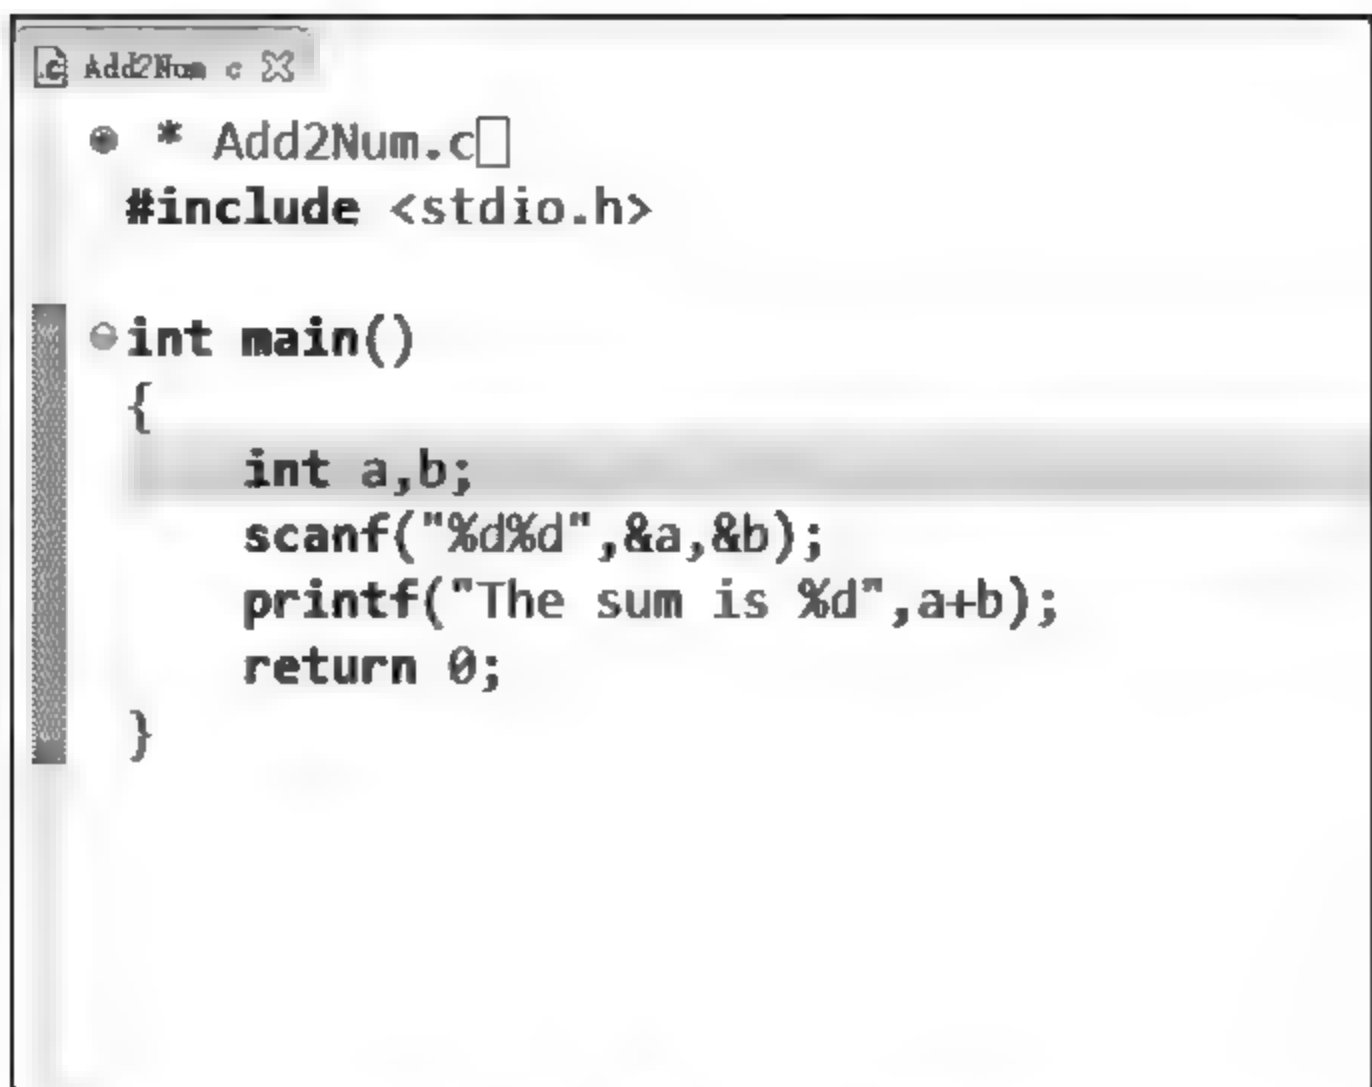 Add2Num c
* Add2Num.c
#include <stdio.h>
int main()
{
int a,b;
scanf("%d%d",&a,&b);
printf("The sum is %d",a+b);
return 0;
}